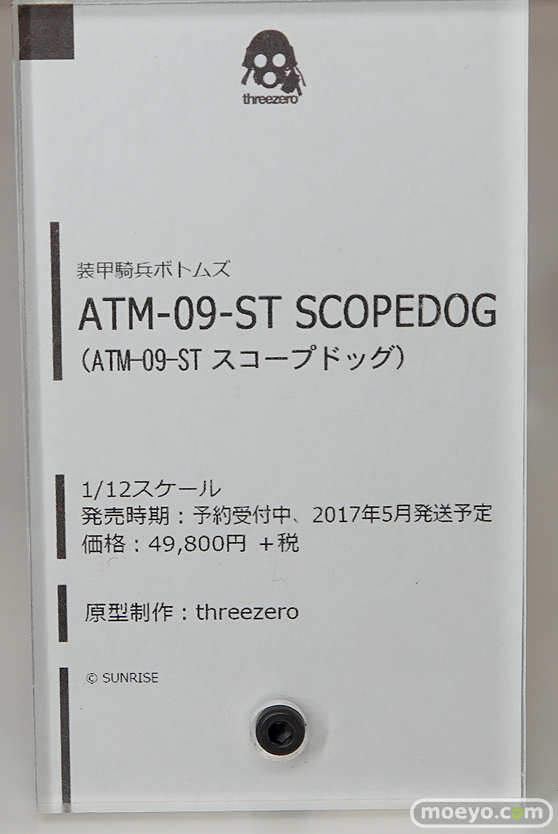 threezero
装甲騎兵ボトムズ
ATM-09-ST SCOPEDOG
（ATM-09-ST スコープドッグ）
1/12スケール
発売時期：予約受付中、2017年5月発送予定
価格：49,800円 ＋税
原型制作：threezero
© SUNRISE
moeyo.com